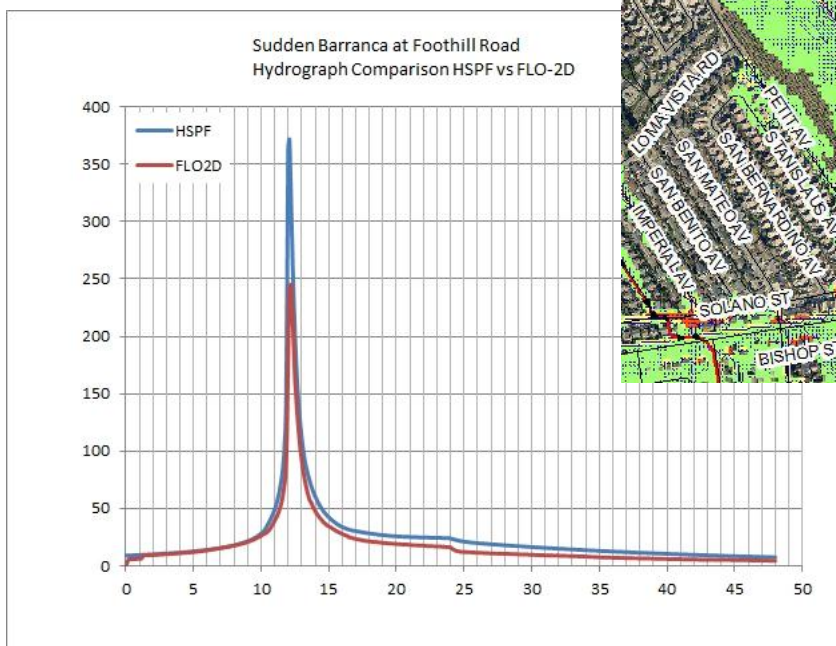 Sudden Barranca at Foothill Road
Hydrograph Comparison HSPF vs FLO-2D
400
350
300
250
200
150
100
50
0
HSPF
FLO2D
0 5 10 15 20 25 30 35 40 45 50
LOMA VISTA RD
PETIT AV
STANISLAUS AV
SAN BERNARDINO AV
SAN MATEO AV
SAN BENITO AV
IMPERIAL AV
SOLANO ST
BISHOP ST